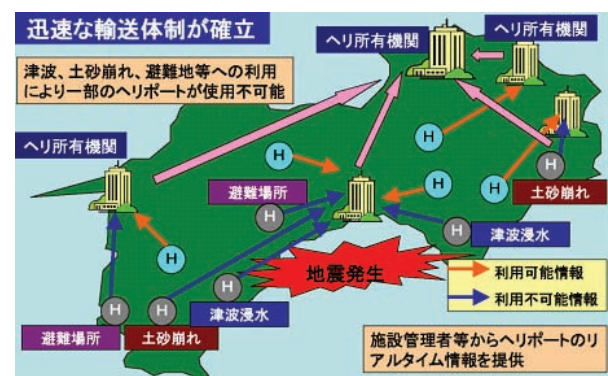 迅速な輸送体制が確立
ヘリ所有機関
ヘリ所有機関
津波、土砂崩れ、避難地等への利用
により一部のヘリポートが使用不可能
ヘリ所有機関
H
H
H
H
H
避難場所
H
土砂崩れ
H
津波浸水
H
地震発生
利用可能情報
利用不可能情報
H
H
H
津波浸水
避難場所
土砂崩れ
施設管理者等からヘリポートのリ
アルタイム情報を提供